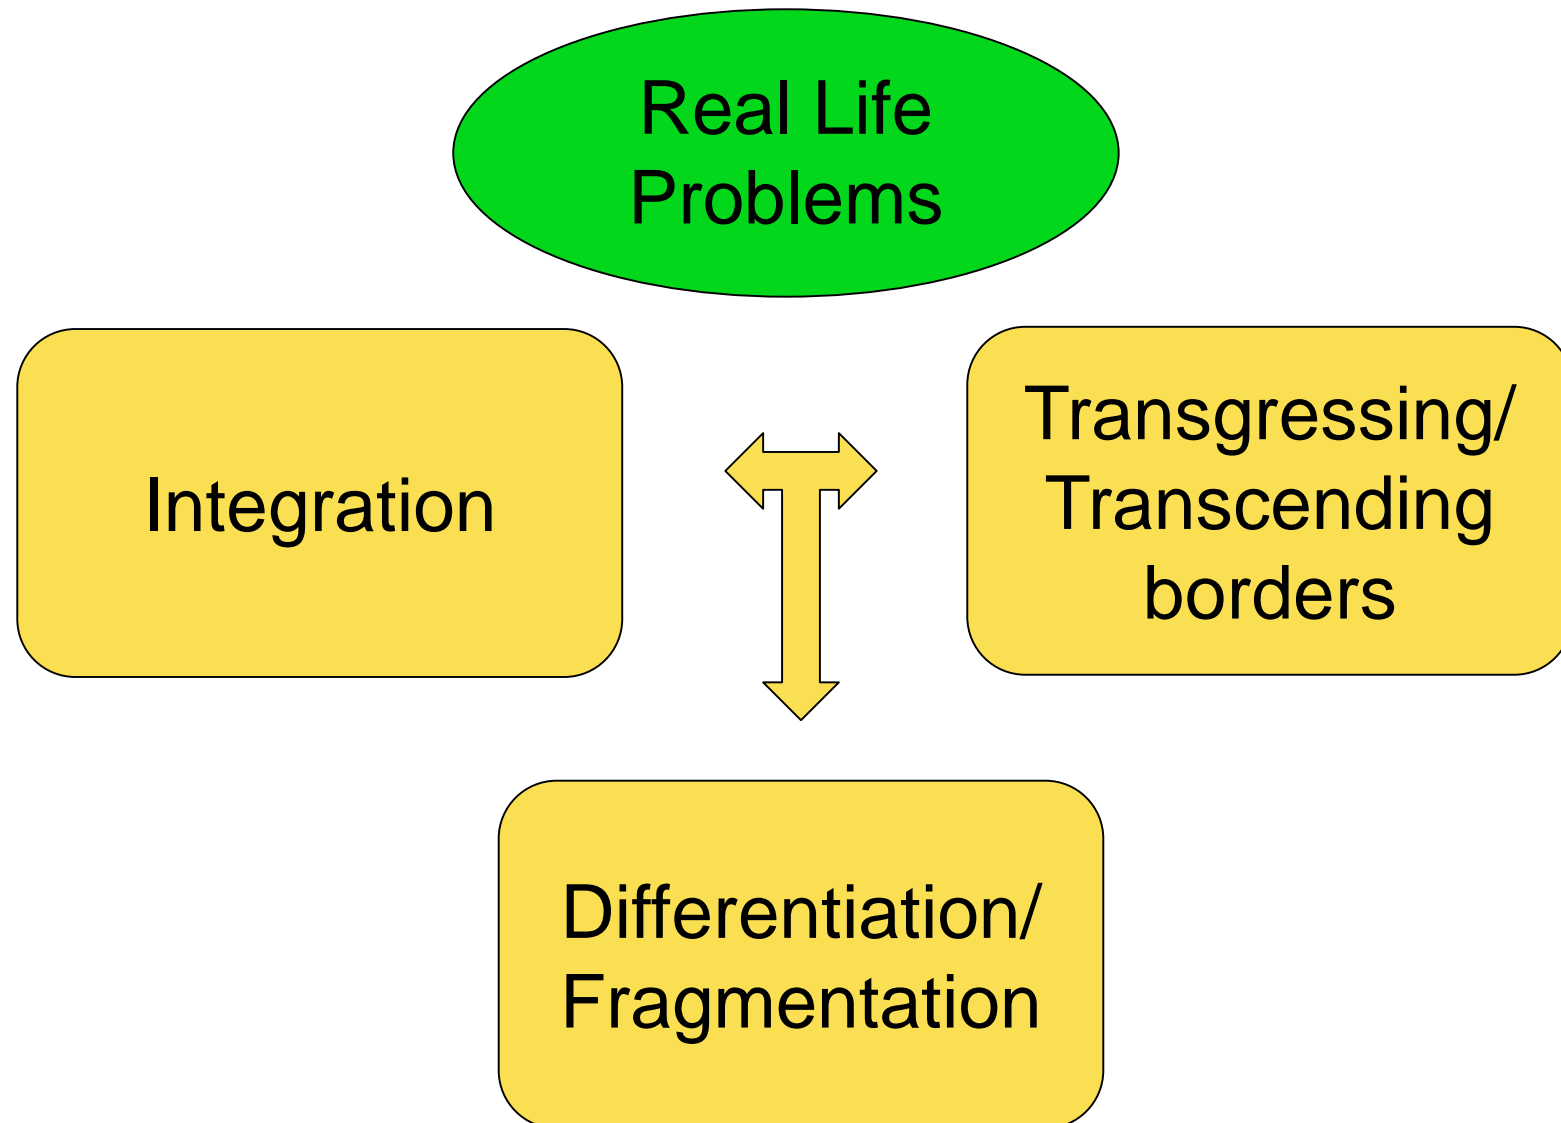 Real Life
Problems
Integration
Transgressing/
Transcending
borders
Differentiation/
Fragmentation